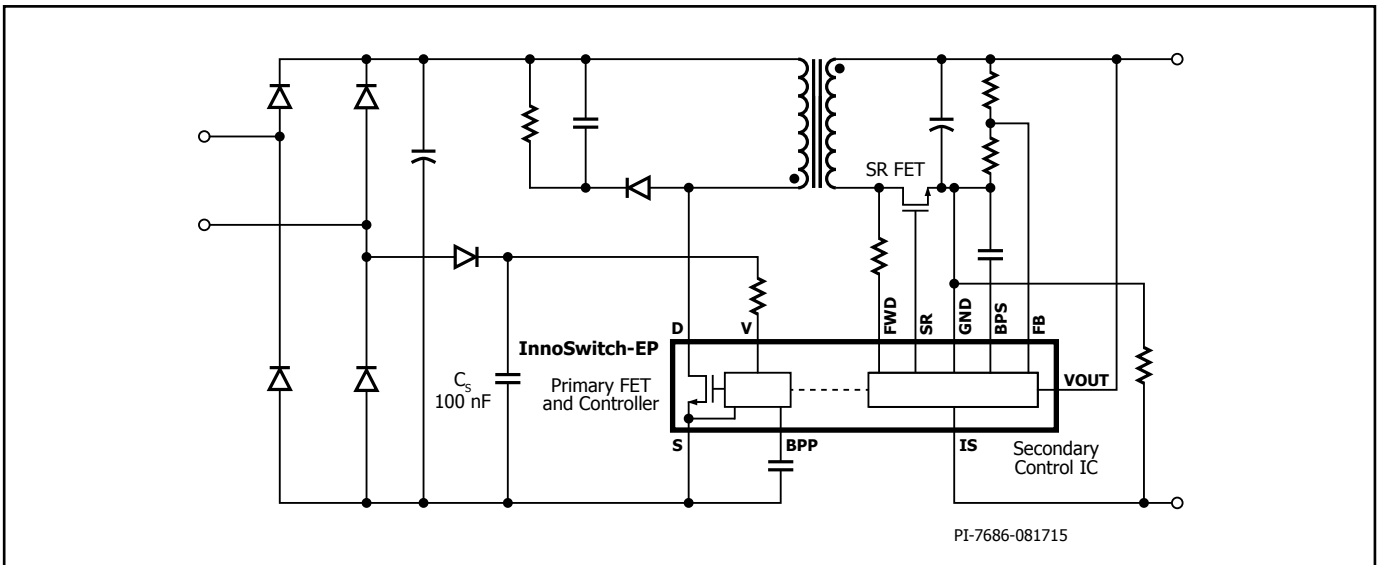 SR FET
FWD
SR
GND
BPS
FB
D
V
InnoSwitch-EP
Primary FET
and Controller
VOUT
Cs
100 nF
S
BPP
IS
Secondary
Control IC
PI-7686-081715